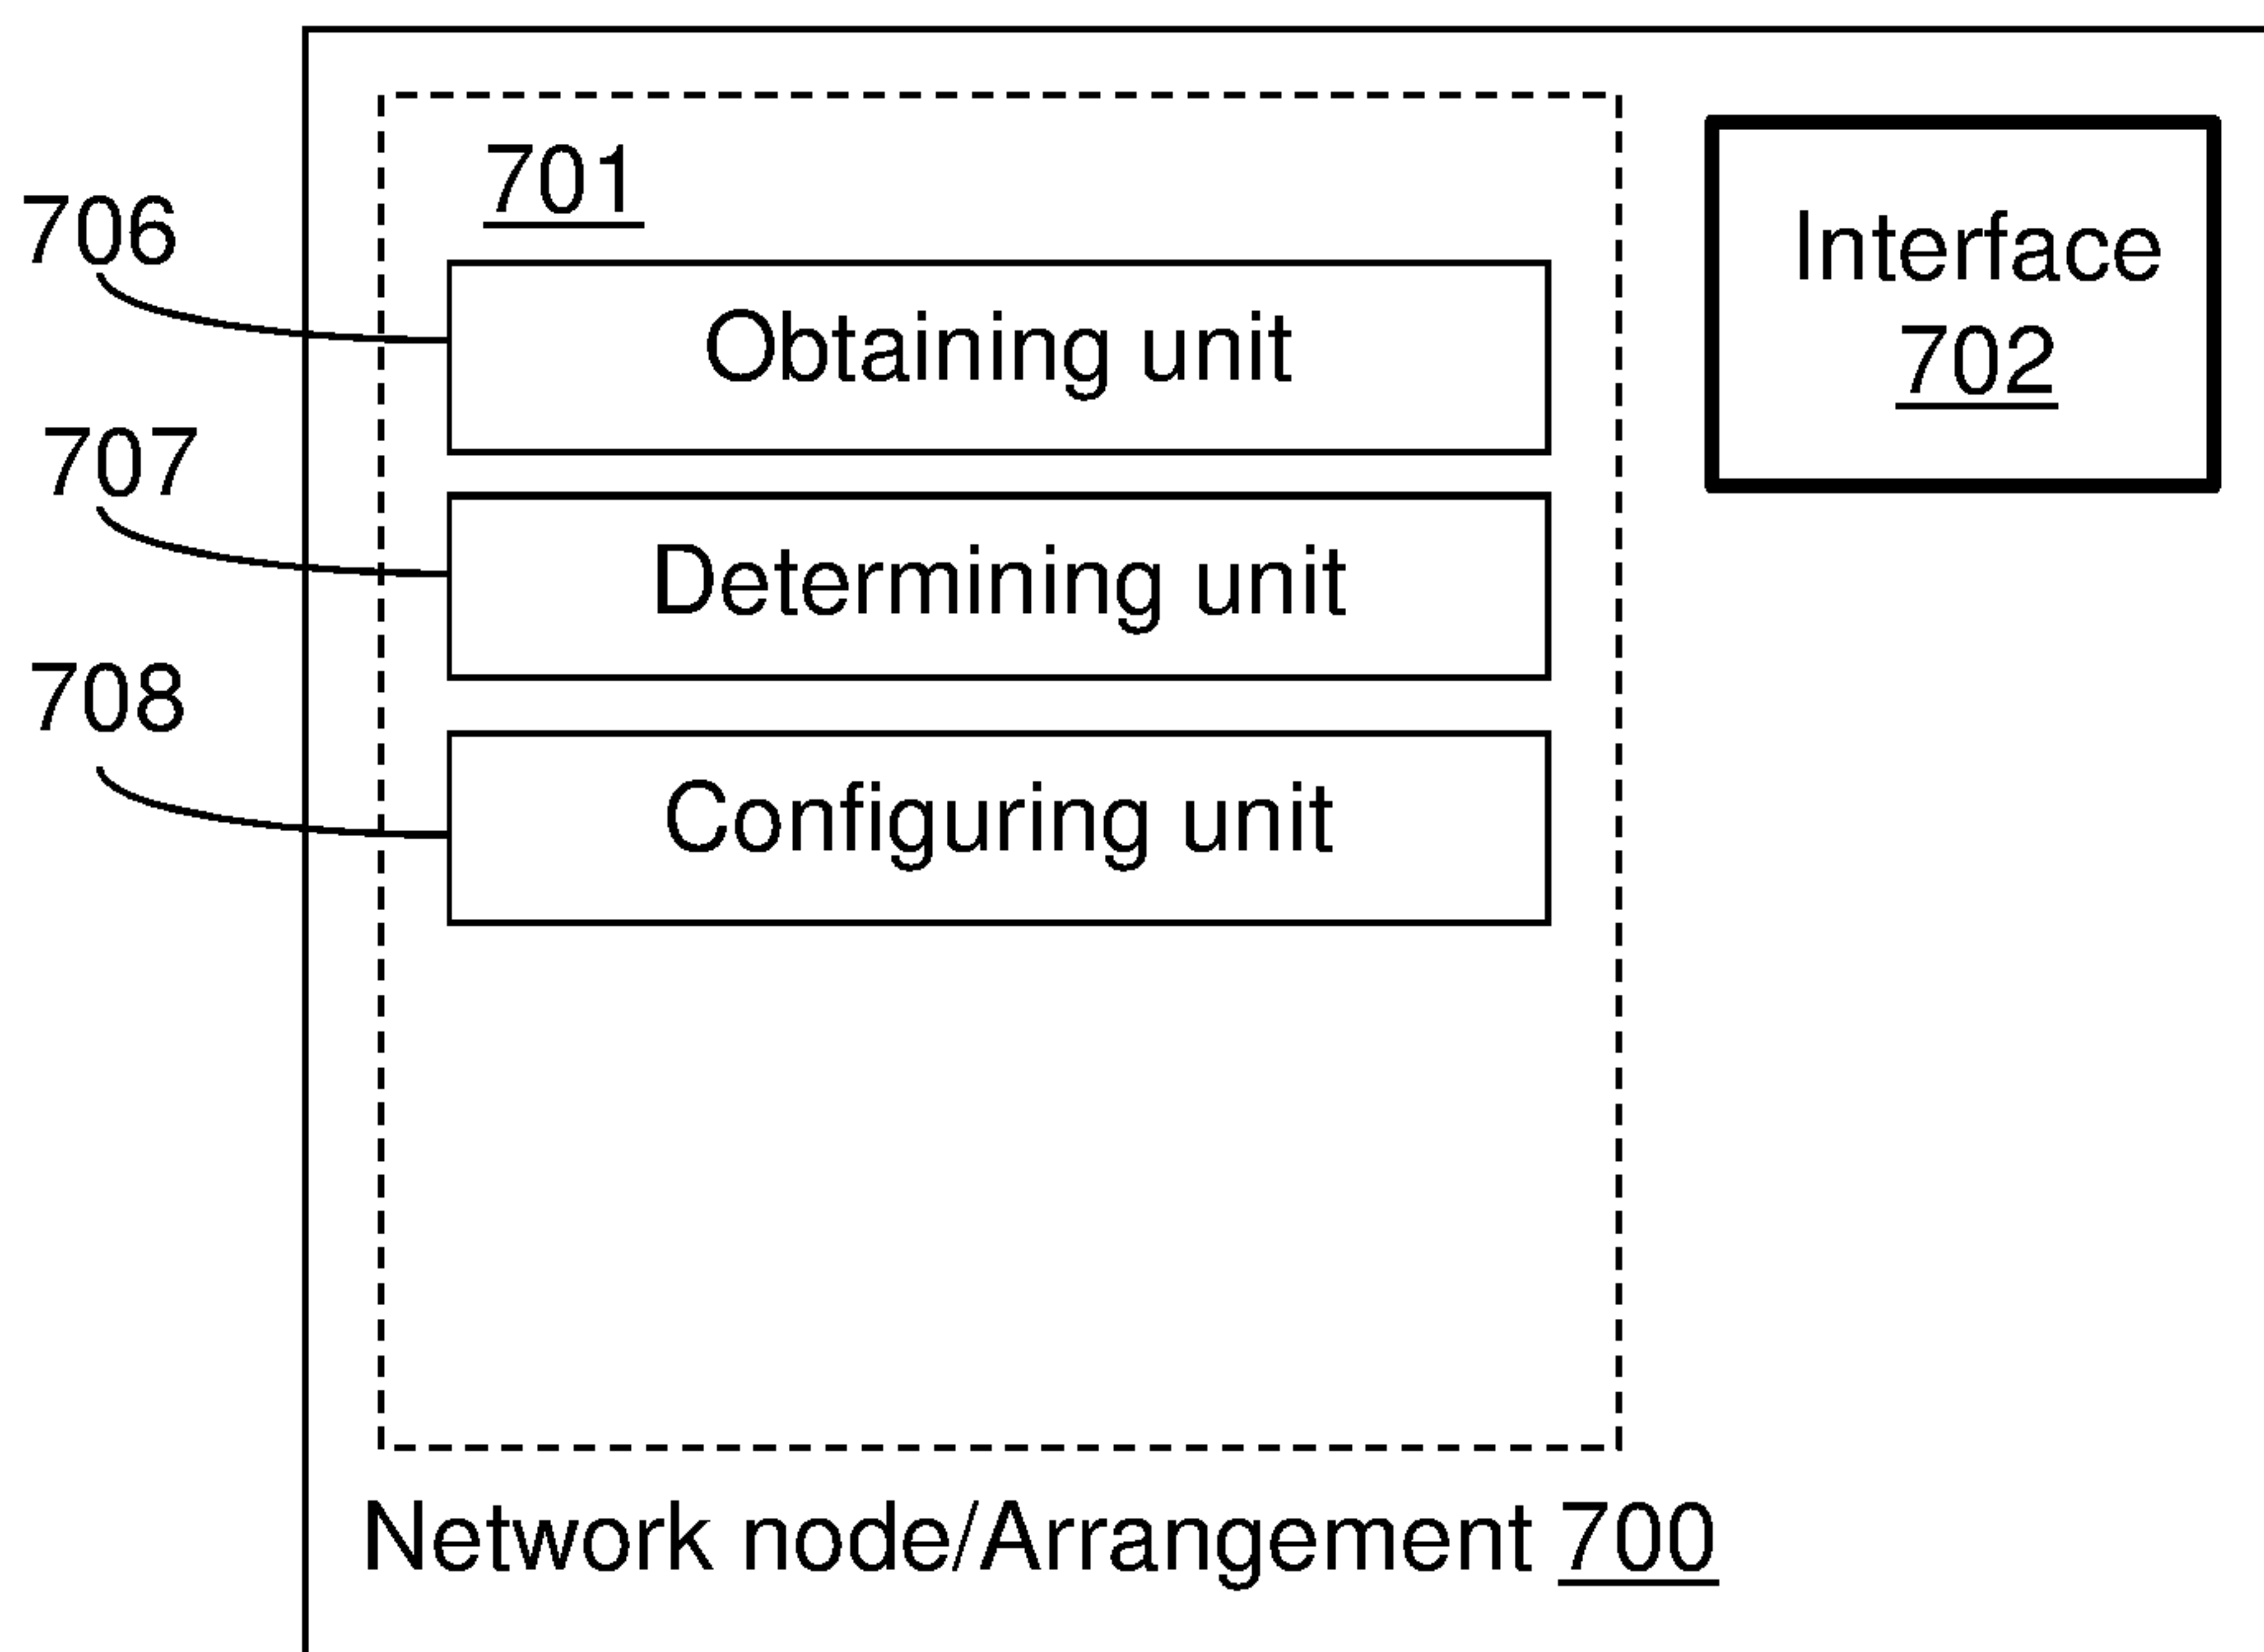 701
706
Obtaining unit
Interface
702
707
Determining unit
708
Configuring unit
Network node/Arrangement 700